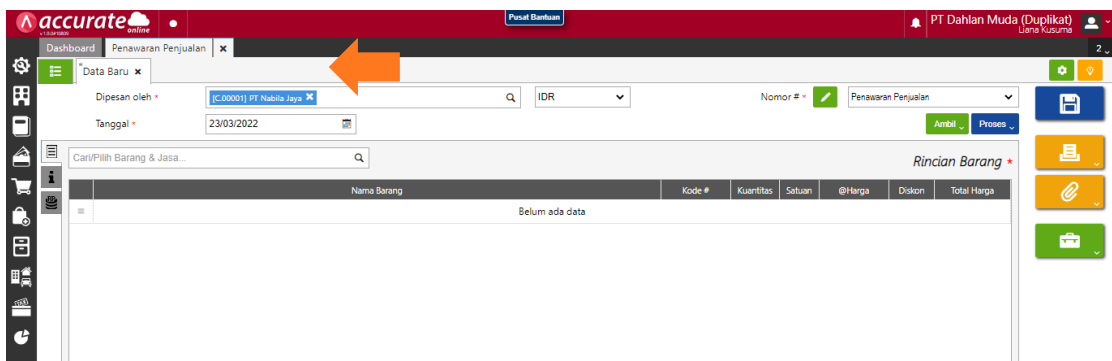 accurate online
Pusat Bantuan
PT Dahlan Muda (Duplikat)
Liana Kusuma
Dashboard
Penawaran Penjualan
2
Data Baru
Dipesan oleh *
[C.00001] PT Nabila Jaya
IDR
Nomor # *
Penawaran Penjualan
Tanggal *
23/03/2022
Ambil
Proses
Cari/Pilih Barang & Jasa...
Rincian Barang *
Nama Barang Kode # Kuantitas Satuan @Harga Diskon Total Harga
Belum ada data